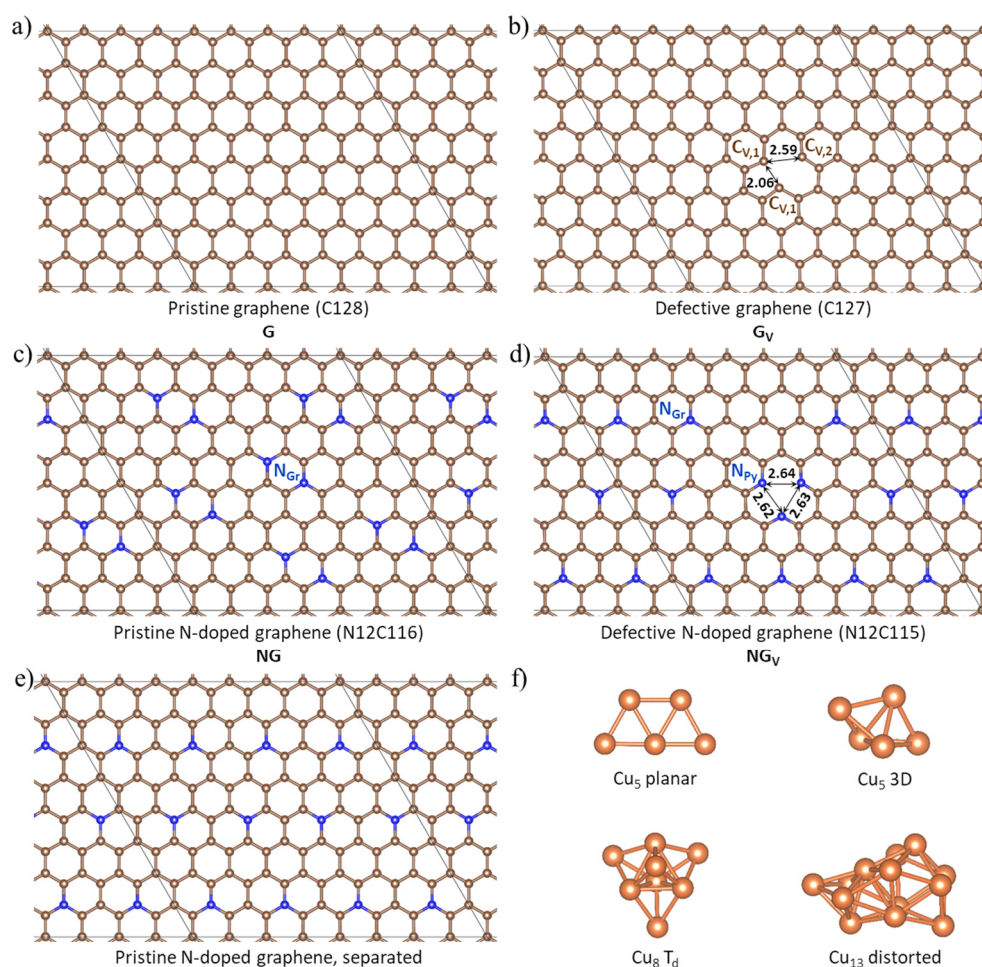 a)
b)
C_V,1
2.59
C_V,2
2.06
C_V,1
Pristine graphene (C128)
G
Defective graphene (C127)
G_V
c)
d)
N_Gr
N_Gr
N_Py
2.64
2.62
2.63
Pristine N-doped graphene (N12C116)
NG
Defective N-doped graphene (N12C115)
NG_V
e)
f)
Cu₅ planar
Cu₅ 3D
Cu₈ T_d
Cu₁₃ distorted
Pristine N-doped graphene, separated